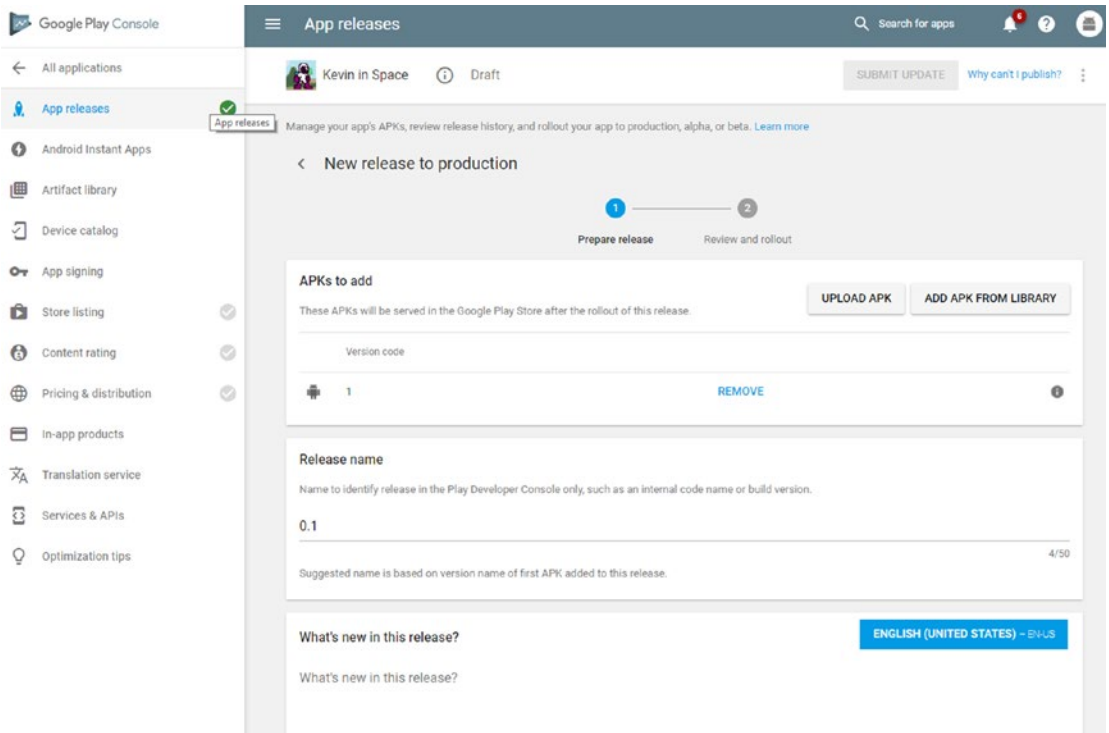 Google Play Console
App releases
Search for apps
6
All applications
Kevin in Space
Draft
SUBMIT UPDATE
Why can't I publish?
App releases
App releases
Manage your app's APKs, review release history, and rollout your app to production, alpha, or beta. Learn more
Android Instant Apps
New release to production
Artifact library
Device catalog
App signing
Store listing
Content rating
Pricing & distribution
In-app products
Translation service
Services & APIs
Optimization tips
1
2
Prepare release
Review and rollout
APKs to add
UPLOAD APK
ADD APK FROM LIBRARY
These APKs will be served in the Google Play Store after the rollout of this release.
Version code
1
REMOVE
Release name
Name to identify release in the Play Developer Console only, such as an internal code name or build version.
0.1
4/50
Suggested name is based on version name of first APK added to this release.
What's new in this release?
ENGLISH (UNITED STATES) – EN-US
What's new in this release?